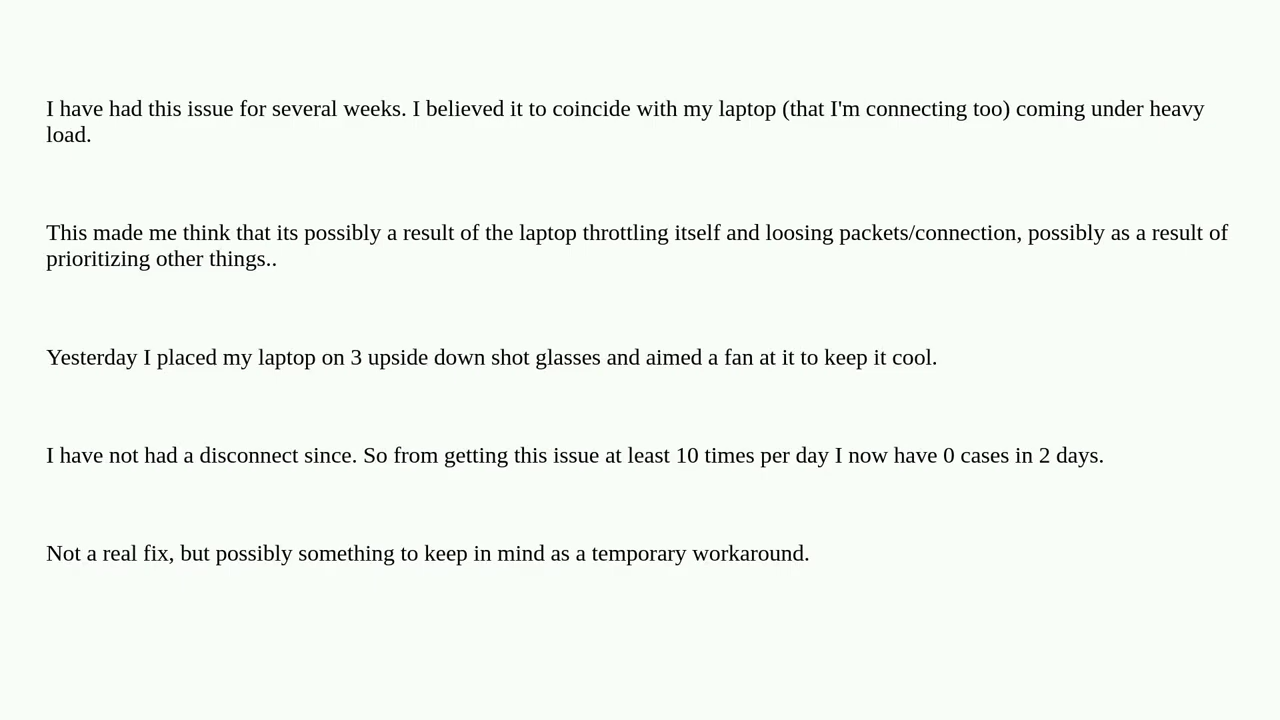 I have had this issue for several weeks. I believed it to coincide with my laptop (that I'm connecting too) coming under heavy
load.
This made me think that its possibly a result of the laptop throttling itself and loosing packets/connection, possibly as a result of
prioritizing other things..
Yesterday I placed my laptop on 3 upside down shot glasses and aimed a fan at it to keep it cool.
I have not had a disconnect since. So from getting this issue at least 10 times per day I now have 0 cases in 2 days.
Not a real fix, but possibly something to keep in mind as a temporary workaround.